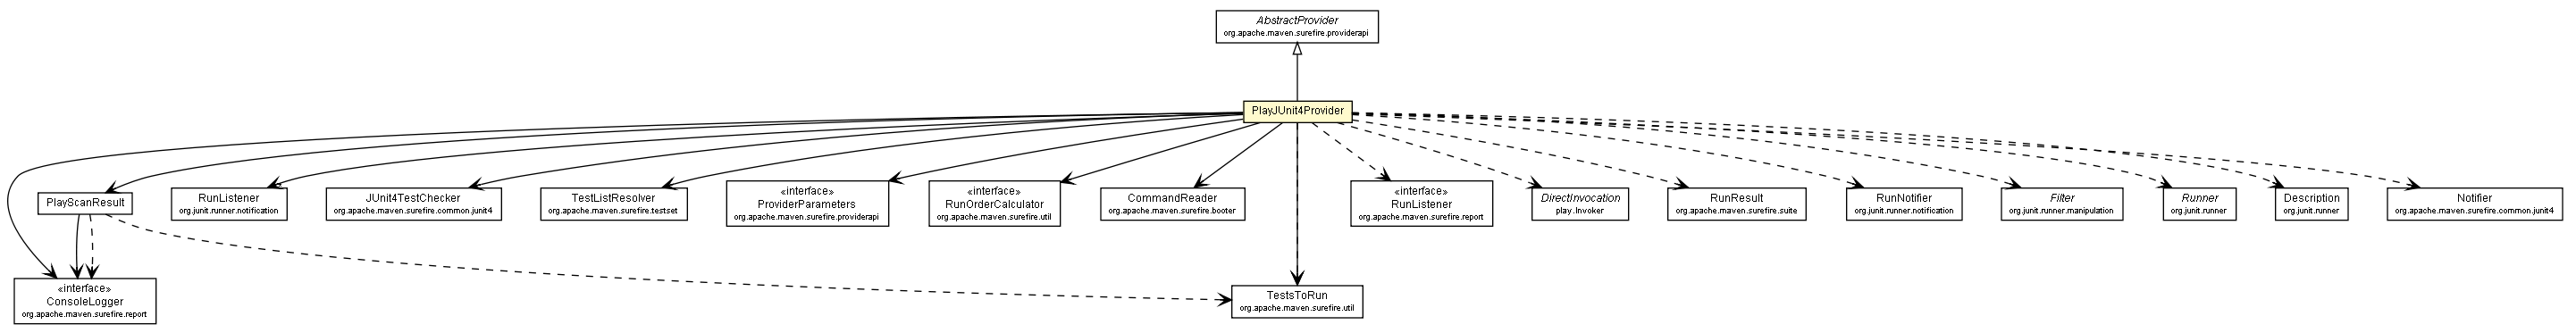 AbstractProvider
org.apache.maven.surefire.providerapi
PlayJUnit4Provider
PlayScanResult
RunListener
org.junit.runner.notification
JUnit4TestChecker
org.apache.maven.surefire.common.junit4
TestListResolver
org.apache.maven.surefire.testset
«interface»
ProviderParameters
org.apache.maven.surefire.providerapi
«interface»
RunOrderCalculator
org.apache.maven.surefire.util
CommandReader
org.apache.maven.surefire.booter
«interface»
RunListener
org.apache.maven.surefire.report
DirectInvocation
play.Invoker
RunResult
org.apache.maven.surefire.suite
RunNotifier
org.junit.runner.notification
Filter
org.junit.runner.manipulation
Runner
org.junit.runner
Description
org.junit.runner
Notifier
org.apache.maven.surefire.common.junit4
«interface»
ConsoleLogger
org.apache.maven.surefire.report
TestsToRun
org.apache.maven.surefire.util